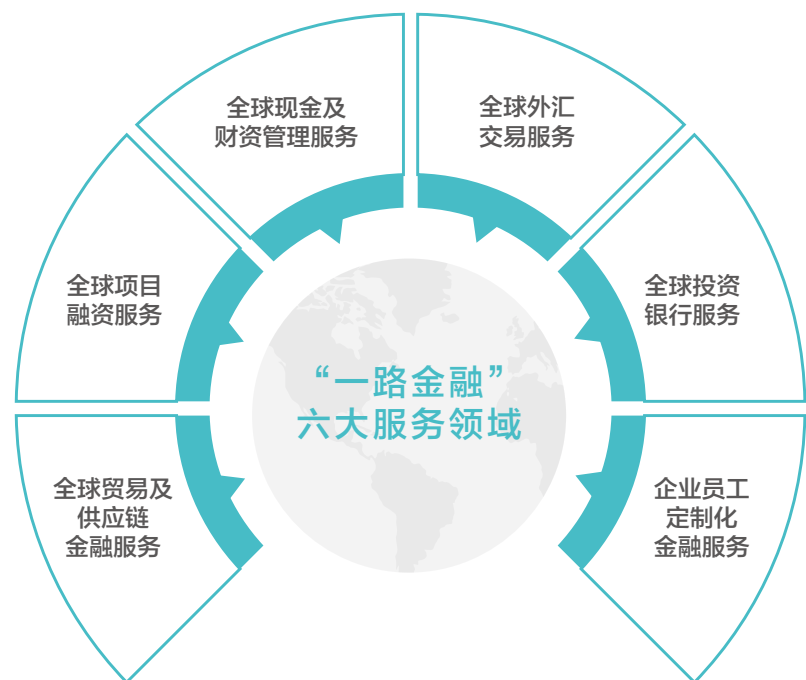 全球现金及
财资管理服务
全球外汇
交易服务
全球项目
融资服务
全球投资
银行服务
“一路金融”
六大服务领域
全球贸易及
供应链
金融服务
企业员工
定制化
金融服务